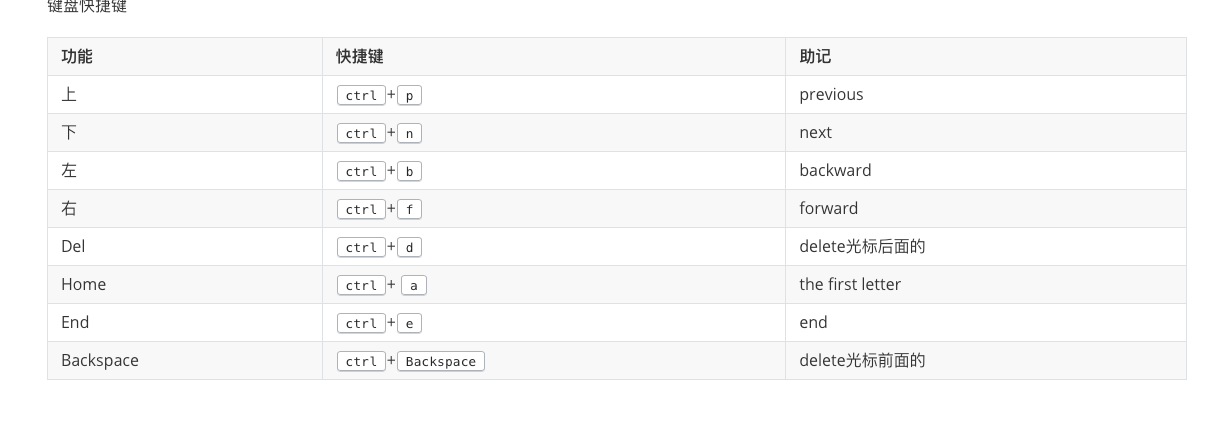 键盘快捷键
功能 快捷键 助记
上 ctrl+p previous
下 ctrl+n next
左 ctrl+b backward
右 ctrl+f forward
Del ctrl+d delete光标后面的
Home ctrl+ a the first letter
End ctrl+e end
Backspace ctrl+Backspace delete光标前面的